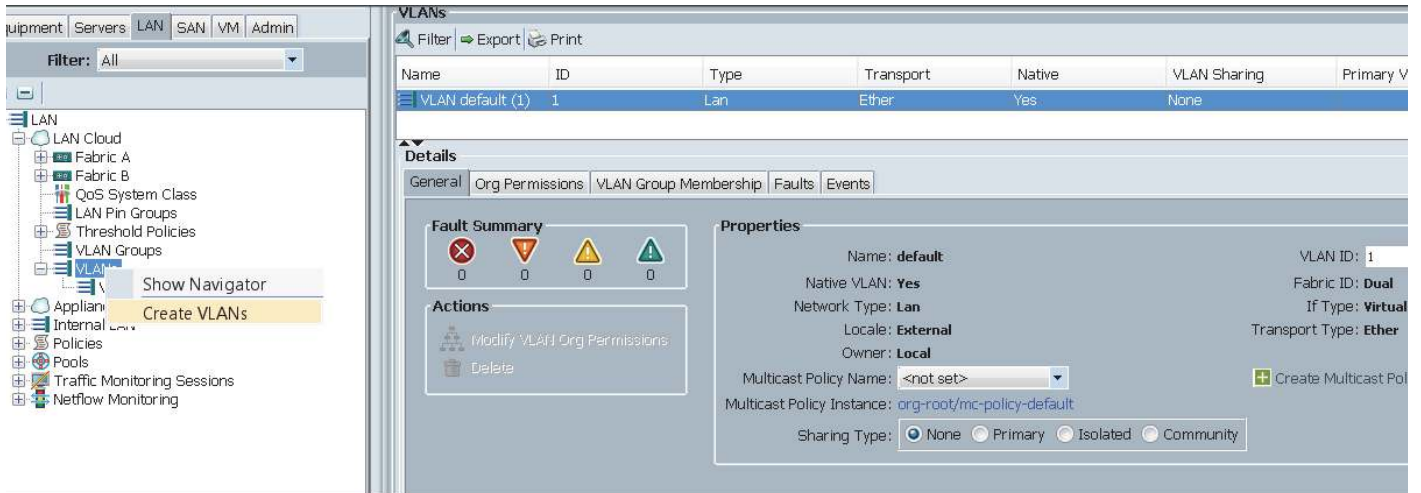 uipment Servers LAN SAN VM Admin
Filter: All
LAN
LAN Cloud
Fabric A
Fabric B
QoS System Class
LAN Pin Groups
Threshold Policies
VLAN Groups
VLANs
Show Navigator
Create VLANs
V
Applian
Internal LAN
Policies
Pools
Traffic Monitoring Sessions
Netflow Monitoring
VLANs
Filter Export Print
Name ID Type Transport Native VLAN Sharing Primary V
VLAN default (1) 1 Lan Ether Yes None
Details
General Org Permissions VLAN Group Membership Faults Events
Fault Summary
0 0 0 0
Actions
Modify VLAN Org Permissions
Delete
Properties
Name: default VLAN ID: 1
Native VLAN: Yes Fabric ID: Dual
Network Type: Lan If Type: Virtual
Locale: External Transport Type: Ether
Owner: Local
Multicast Policy Name: <not set> Create Multicast Pol
Multicast Policy Instance: org-root/mc-policy-default
Sharing Type: None Primary Isolated Community